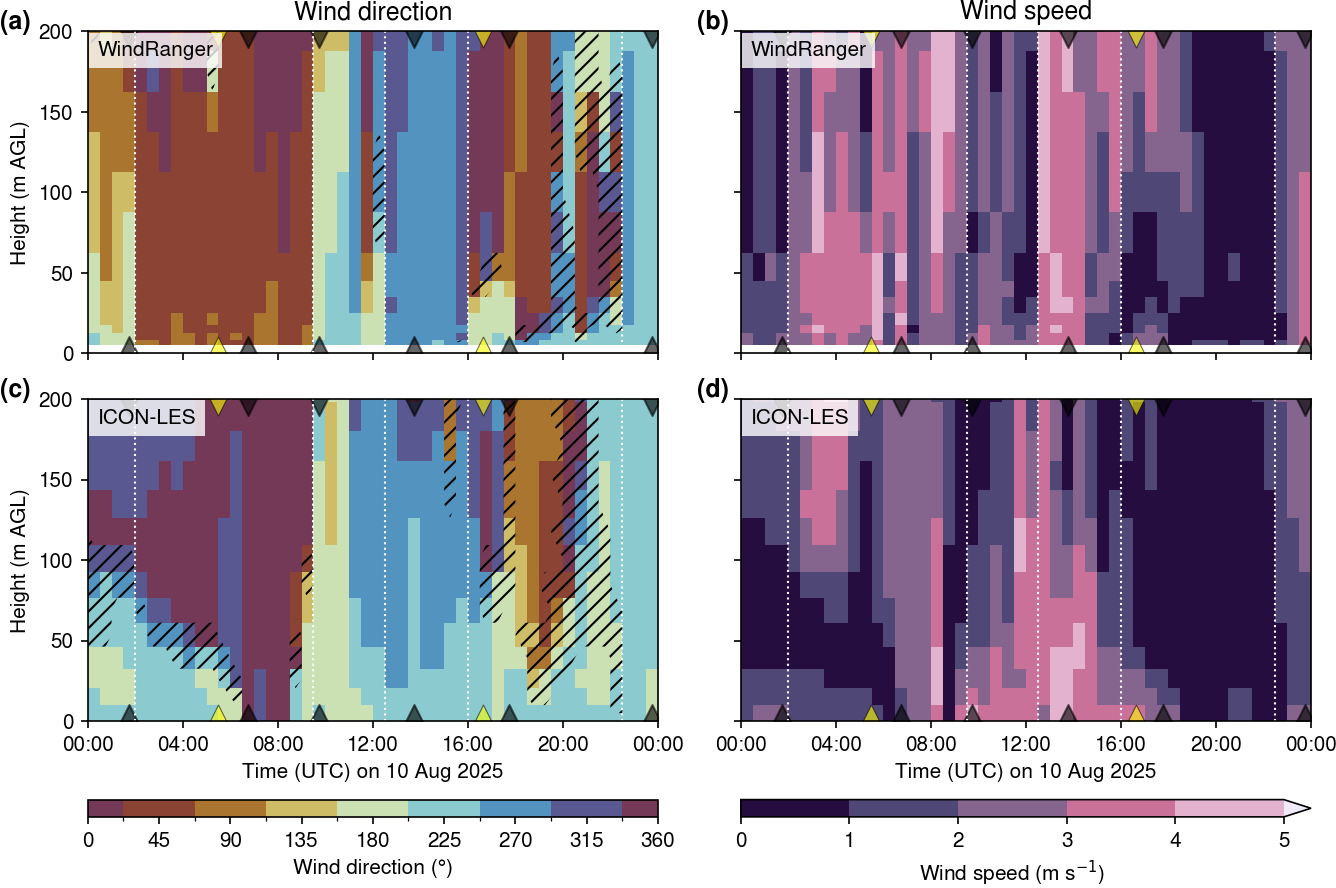 (a) Wind direction
(b) Wind speed
WindRanger
WindRanger
200
150
100
50
0
Height (m AGL)
(c)
(d)
ICON-LES
ICON-LES
200
150
100
50
0
Height (m AGL)
00:00 04:00 08:00 12:00 16:00 20:00 00:00
00:00 04:00 08:00 12:00 16:00 20:00 00:00
Time (UTC) on 10 Aug 2025
Time (UTC) on 10 Aug 2025
0 45 90 135 180 225 270 315 360
0 1 2 3 4 5
Wind direction (°)
Wind speed (m s⁻¹)